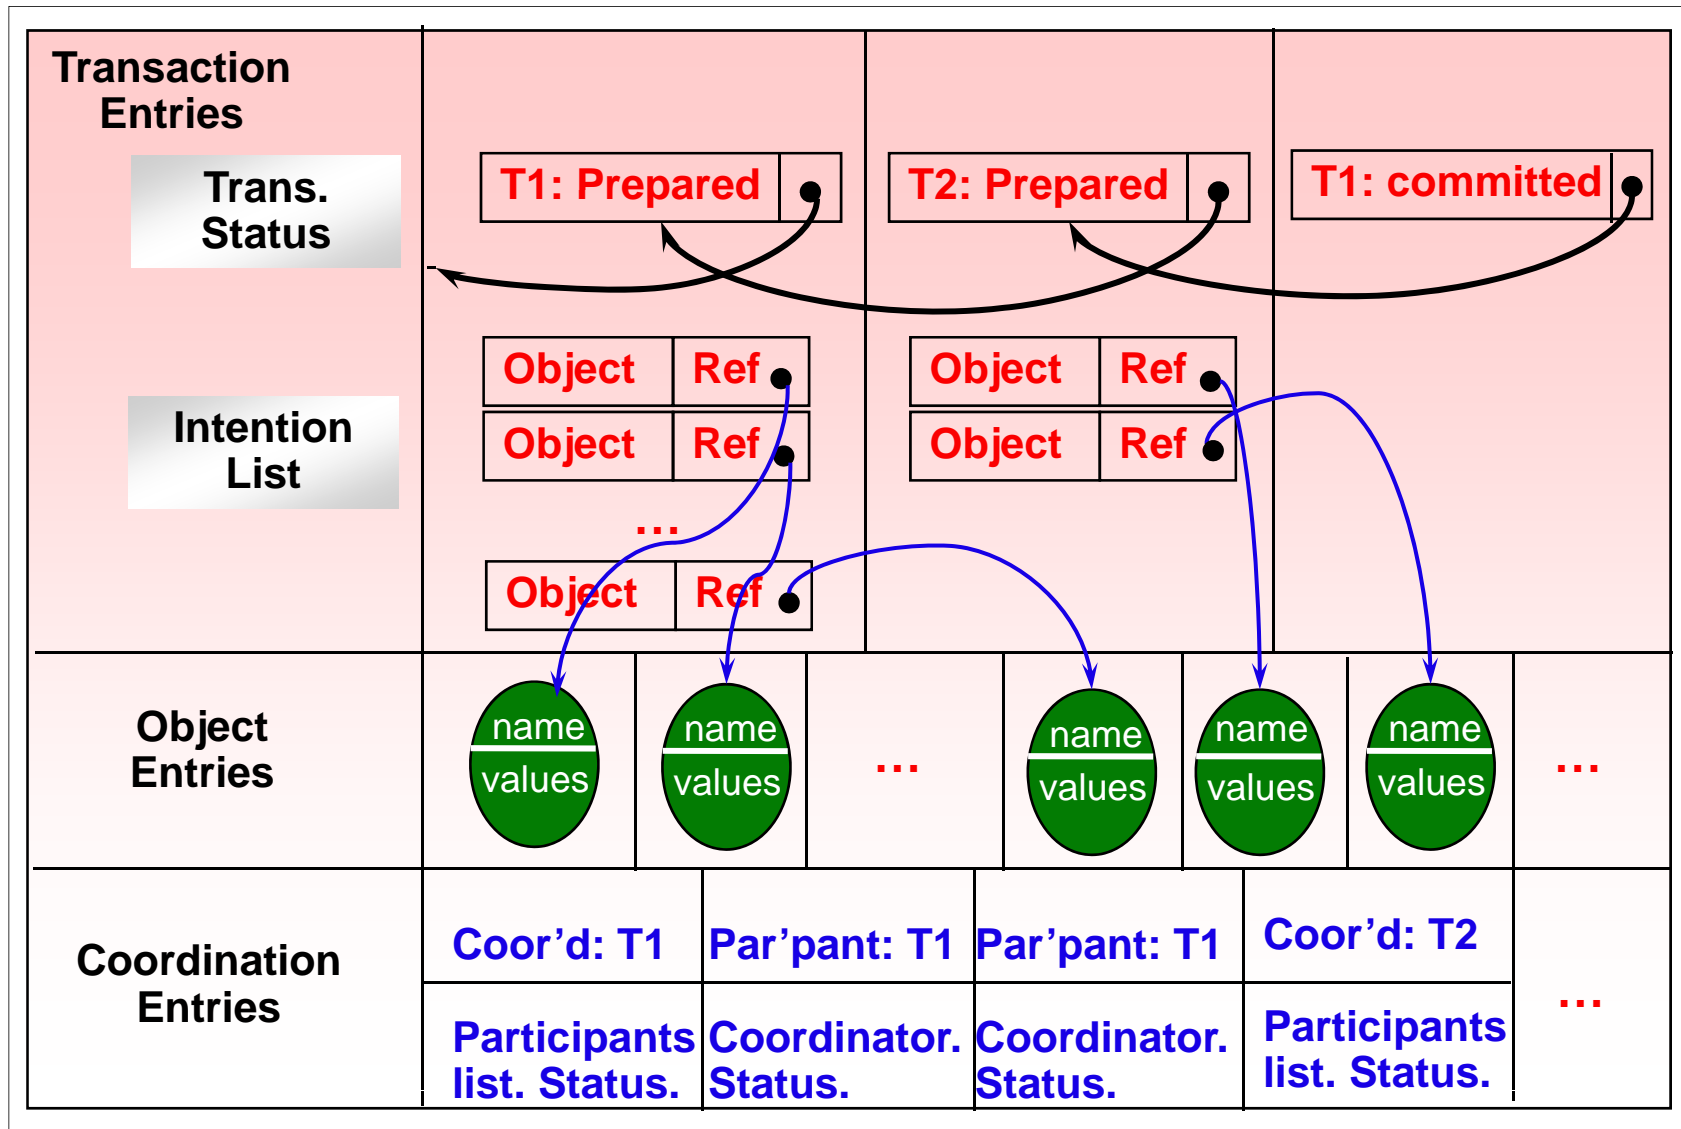 Transaction
Entries
Trans.
Status
T1: Prepared
T2: Prepared
T1: committed
Intention
List
Object Ref
Object Ref
...
Object Ref
Object Ref
Object Ref
Object
Entries
name
values
name
values
...
name
values
name
values
name
values
...
Coordination
Entries
Coor’d: T1
Participants
list. Status.
Par’pant: T1
Coordinator.
Status.
Par’pant: T1
Coordinator.
Status.
Coor’d: T2
Participants
list. Status.
...